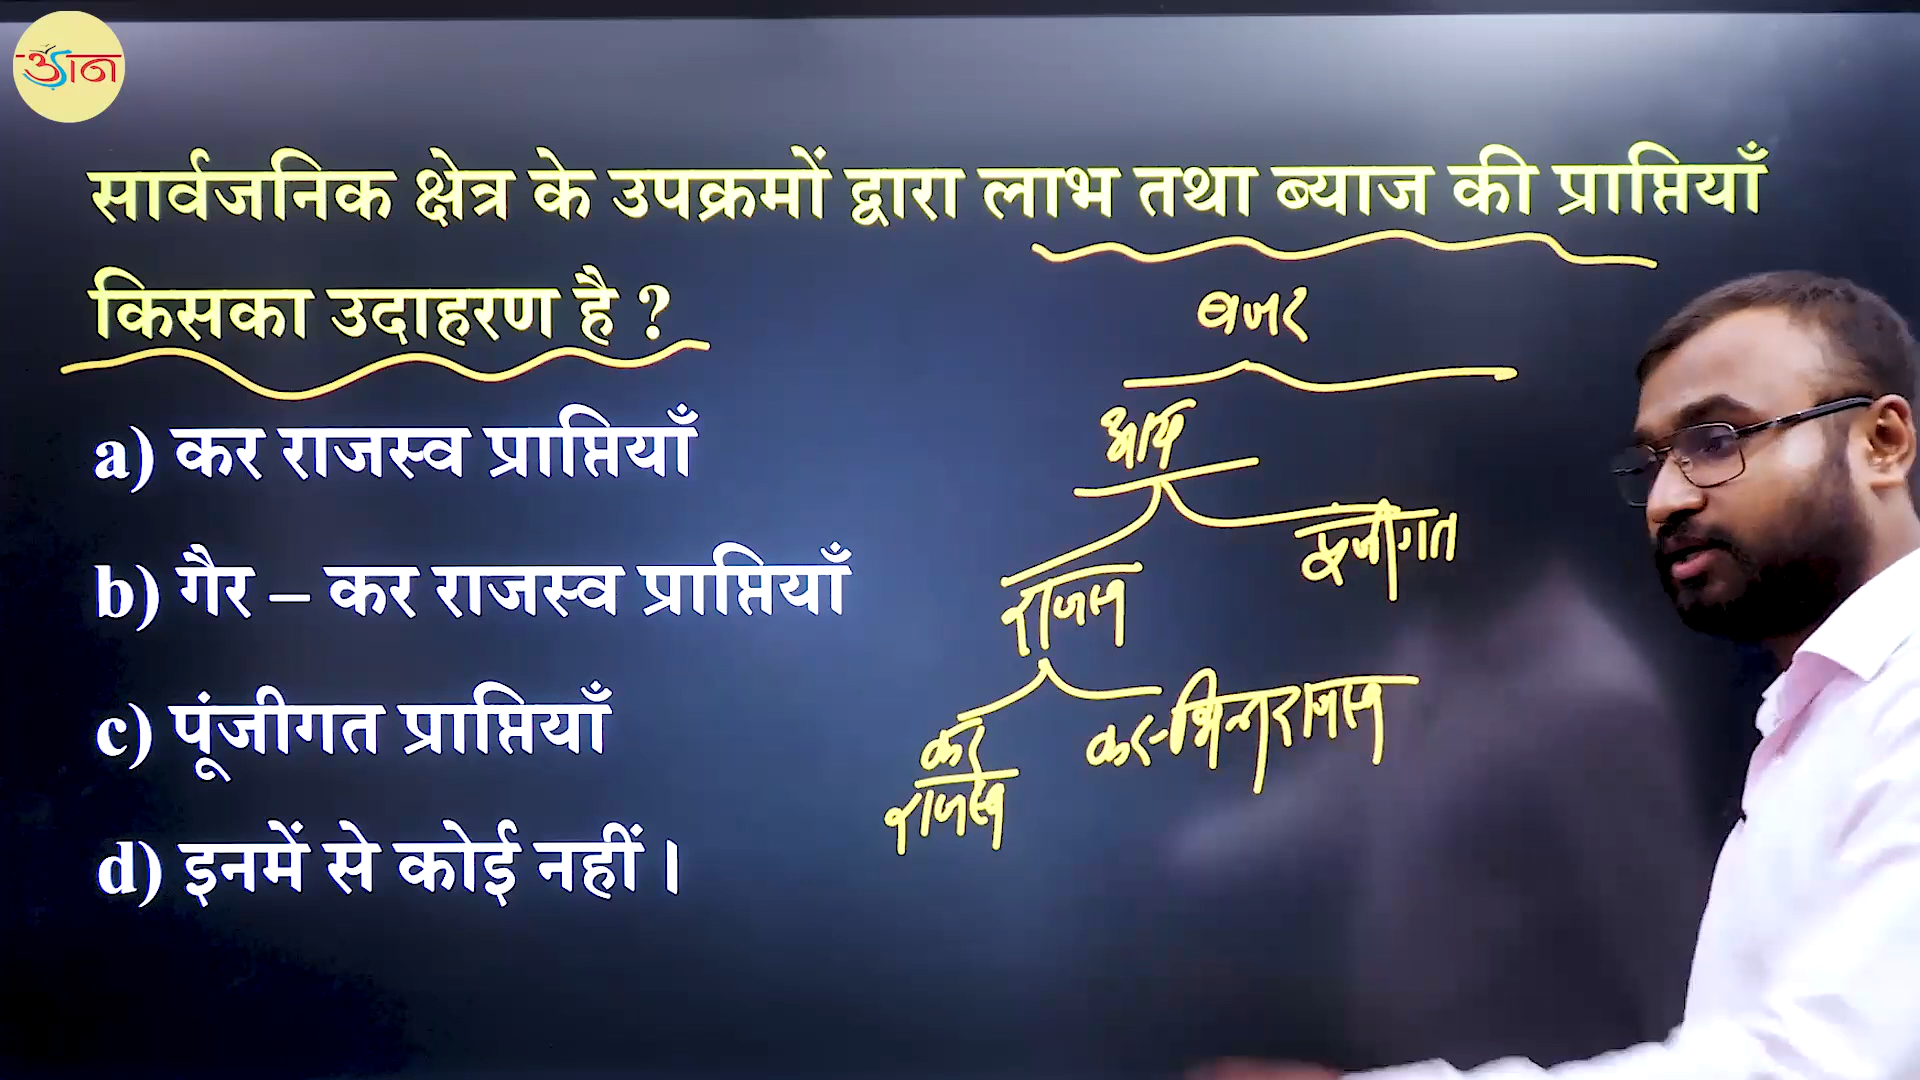 उड़ान
सार्वजनिक क्षेत्र के उपक्रमों द्वारा लाभ तथा ब्याज की प्राप्तियाँ
किसका उदाहरण है ?
a) कर राजस्व प्राप्तियाँ
b) गैर – कर राजस्व प्राप्तियाँ
c) पूंजीगत प्राप्तियाँ
d) इनमें से कोई नहीं।
बजट
आय
राजस्व
पूंजीगत
कर
राजस्व
कर-भिन्न राजस्व